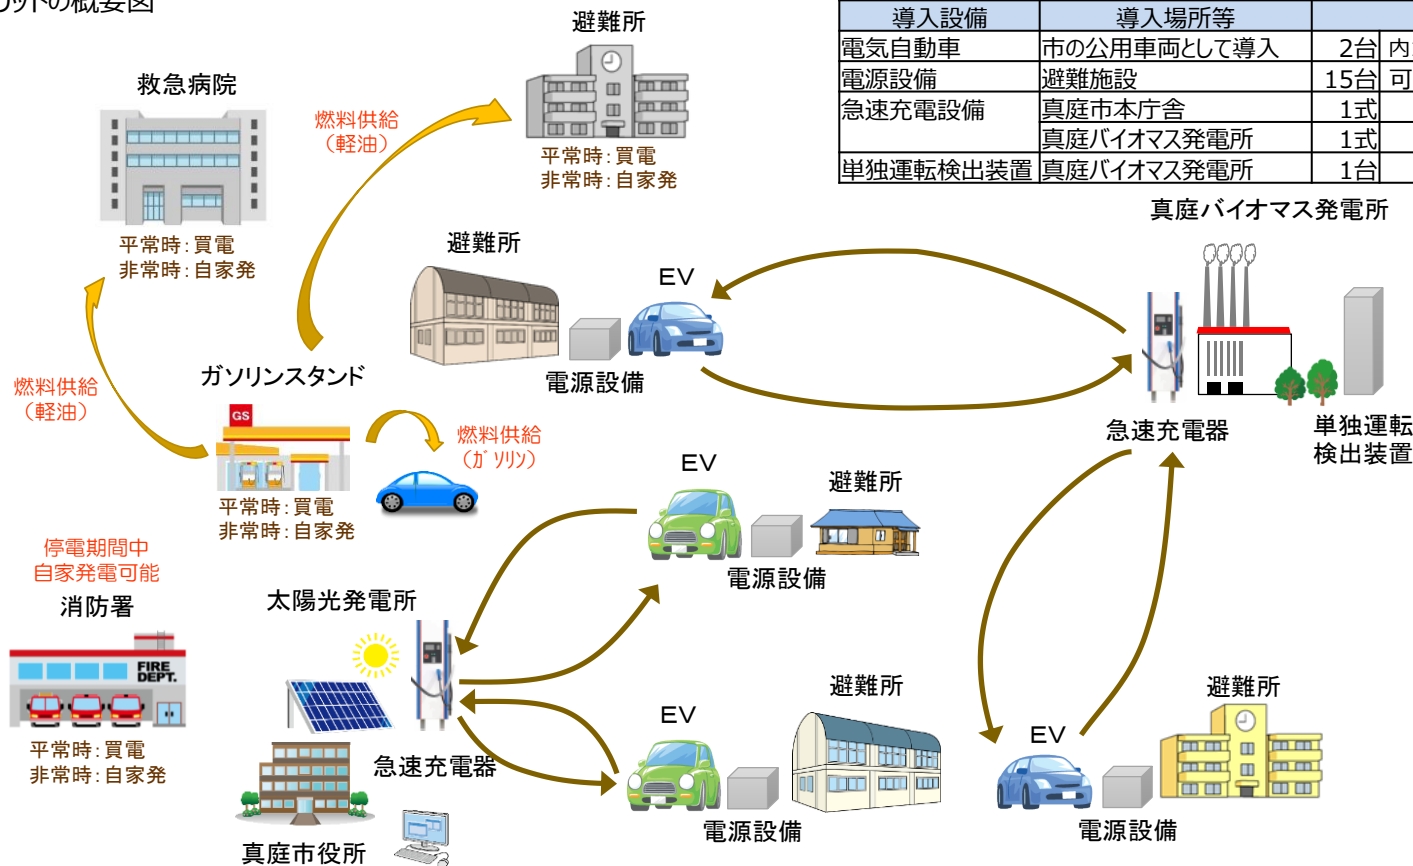 リッドの概要図
導入設備 導入場所等
電気自動車 市の公用車両として導入 2台 内
電源設備 避難施設 15台 可
急速充電設備 真庭市本庁舎 1式
真庭バイオマス発電所 1式
単独運転検出装置 真庭バイオマス発電所 1台
避難所
平常時:買電
非常時:自家発
救急病院
平常時:買電
非常時:自家発
燃料供給
(軽油)
燃料供給
(軽油)
ガソリンスタンド
GS
平常時:買電
非常時:自家発
燃料供給
(ガソリン)
避難所
EV
電源設備
真庭バイオマス発電所
急速充電器
単独運転
検出装置
EV
避難所
電源設備
停電期間中
自家発電可能
消防署
FIRE
DEPT.
平常時:買電
非常時:自家発
太陽光発電所
急速充電器
真庭市役所
EV
避難所
電源設備
EV
避難所
電源設備